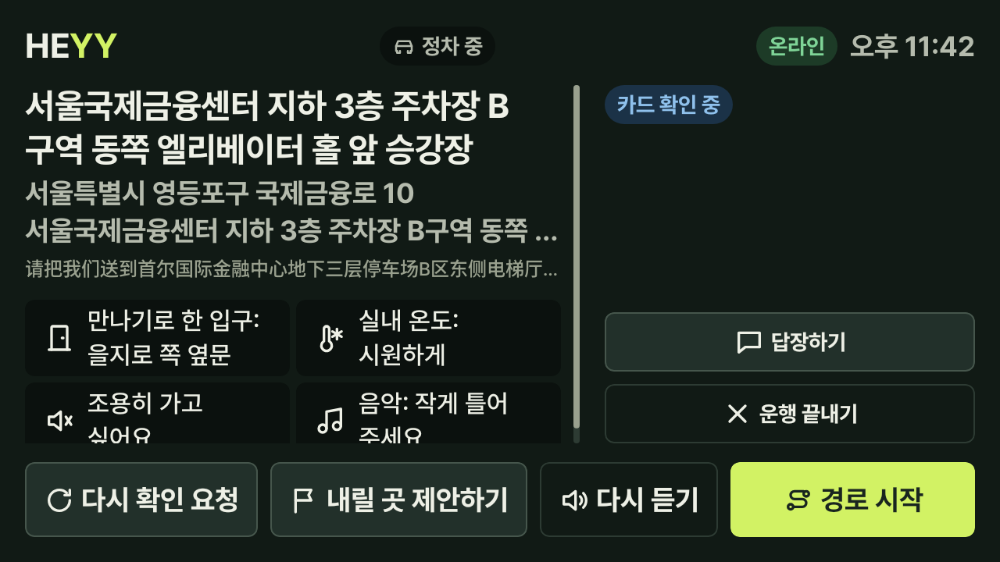 HEYY
정차 중
온라인
오후 11:42
서울국제금융센터 지하 3층 주차장 B
구역 동쪽 엘리베이터 홀 앞 승강장
서울특별시 영등포구 국제금융로 10
서울국제금융센터 지하 3층 주차장 B구역 동쪽 ...
请把我们送到首尔国际金融中心地下三层停车场B区东侧电梯厅...
카드 확인 중
만나기로 한 입구:
을지로 쪽 옆문
실내 온도:
시원하게
조용히 가고
싶어요
음악: 작게 틀어
주세요
답장하기
운행 끝내기
다시 확인 요청
내릴 곳 제안하기
다시 듣기
경로 시작